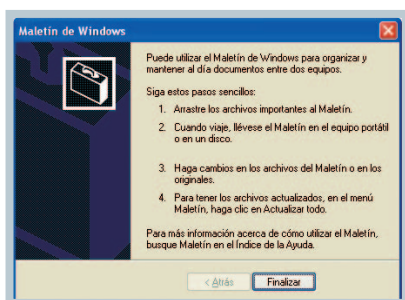 Maletín de Windows
Puede utilizar el Maletín de Windows para organizar y
mantener al día documentos entre dos equipos.
Siga estos pasos sencillos:
1. Arrastre los archivos importantes al Maletín.
2. Cuando viaje, llévese el Maletín en el equipo portátil
o en un disco.
3. Haga cambios en los archivos del Maletín o en los
originales.
4. Para tener los archivos actualizados, en el menú
Maletín, haga clic en Actualizar todo.
Para más información acerca de cómo utilizar el Maletín,
busque Maletín en el Índice de la Ayuda.
< Atrás Finalizar